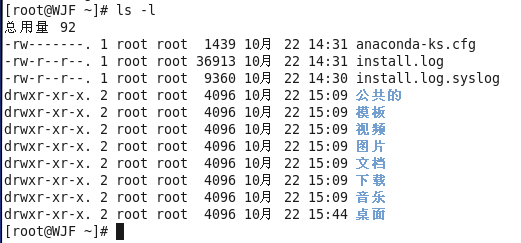 [root@WJF ~]# ls -l
总用量 92
-rw-------. 1 root root  1439 10月  22 14:31 anaconda-ks.cfg
-rw-r--r--. 1 root root 36913 10月  22 14:31 install.log
-rw-r--r--. 1 root root  9360 10月  22 14:30 install.log.syslog
drwxr-xr-x. 2 root root  4096 10月  22 15:09 公共的
drwxr-xr-x. 2 root root  4096 10月  22 15:09 模板
drwxr-xr-x. 2 root root  4096 10月  22 15:09 视频
drwxr-xr-x. 2 root root  4096 10月  22 15:09 图片
drwxr-xr-x. 2 root root  4096 10月  22 15:09 文档
drwxr-xr-x. 2 root root  4096 10月  22 15:09 下载
drwxr-xr-x. 2 root root  4096 10月  22 15:09 音乐
drwxr-xr-x. 2 root root  4096 10月  22 15:44 桌面
[root@WJF ~]#